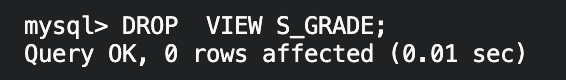 mysql> DROP  VIEW S_GRADE;
Query OK, 0 rows affected (0.01 sec)